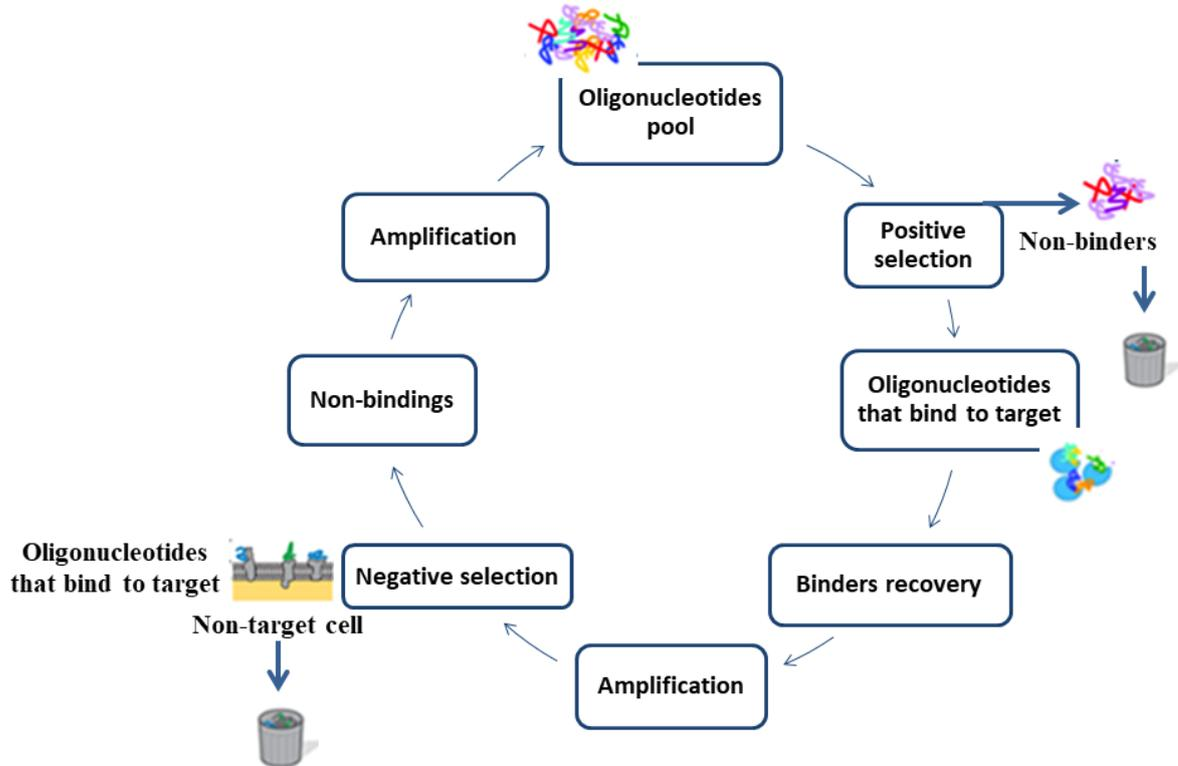 Oligonucleotides
pool
Positive
selection
Non-binders
Oligonucleotides
that bind to target
Binders recovery
Amplification
Negative selection
Oligonucleotides
that bind to target
Non-target cell
Non-bindings
Amplification